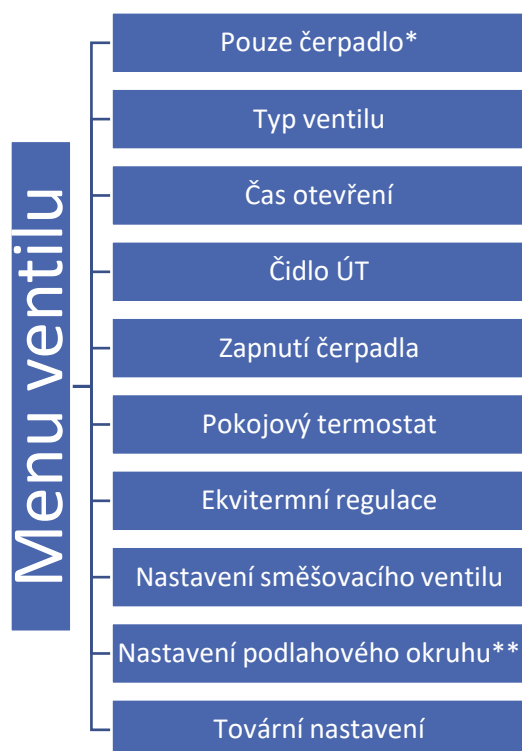 Menu ventilu
Pouze čerpadlo*
Typ ventilu
Čas otevření
Čidlo ÚT
Zapnutí čerpadla
Pokojový termostat
Ekvitermní regulace
Nastavení směšovacího ventilu
Nastavení podlahového okruhu**
Tovární nastavení